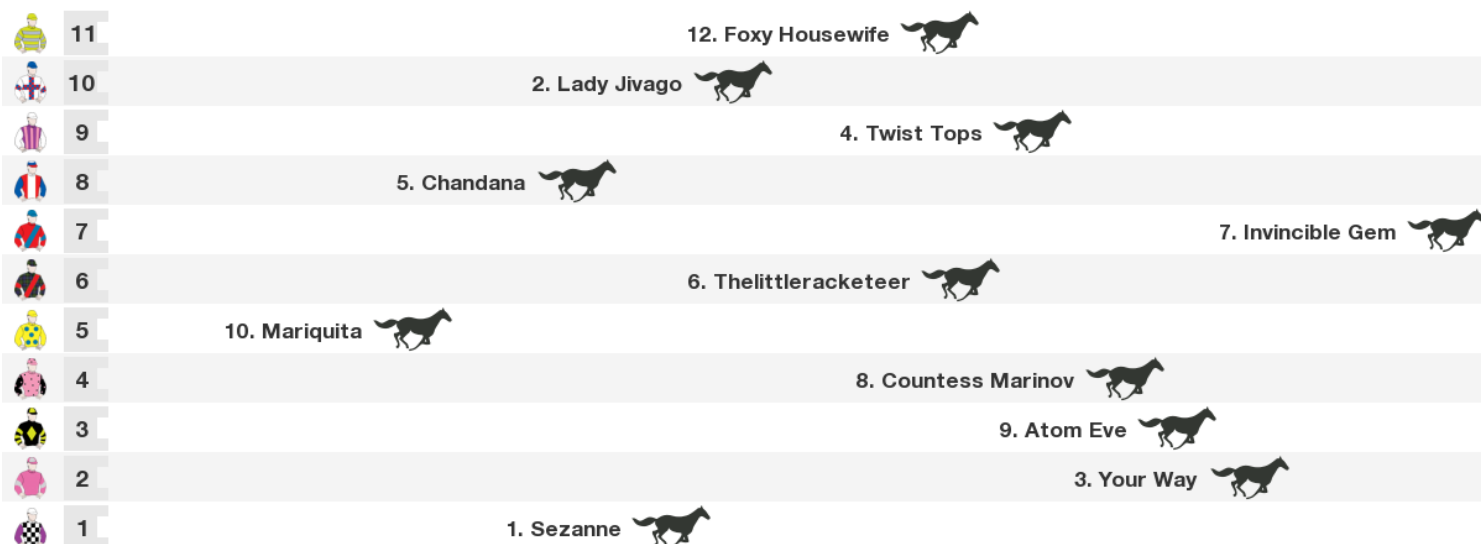 11 12. Foxy Housewife
10 2. Lady Jivago
9 4. Twist Tops
8 5. Chandana
7 7. Invincible Gem
6 6. Thelittleracketeer
5 10. Mariquita
4 8. Countess Marinov
3 9. Atom Eve
2 3. Your Way
1 1. Sezanne